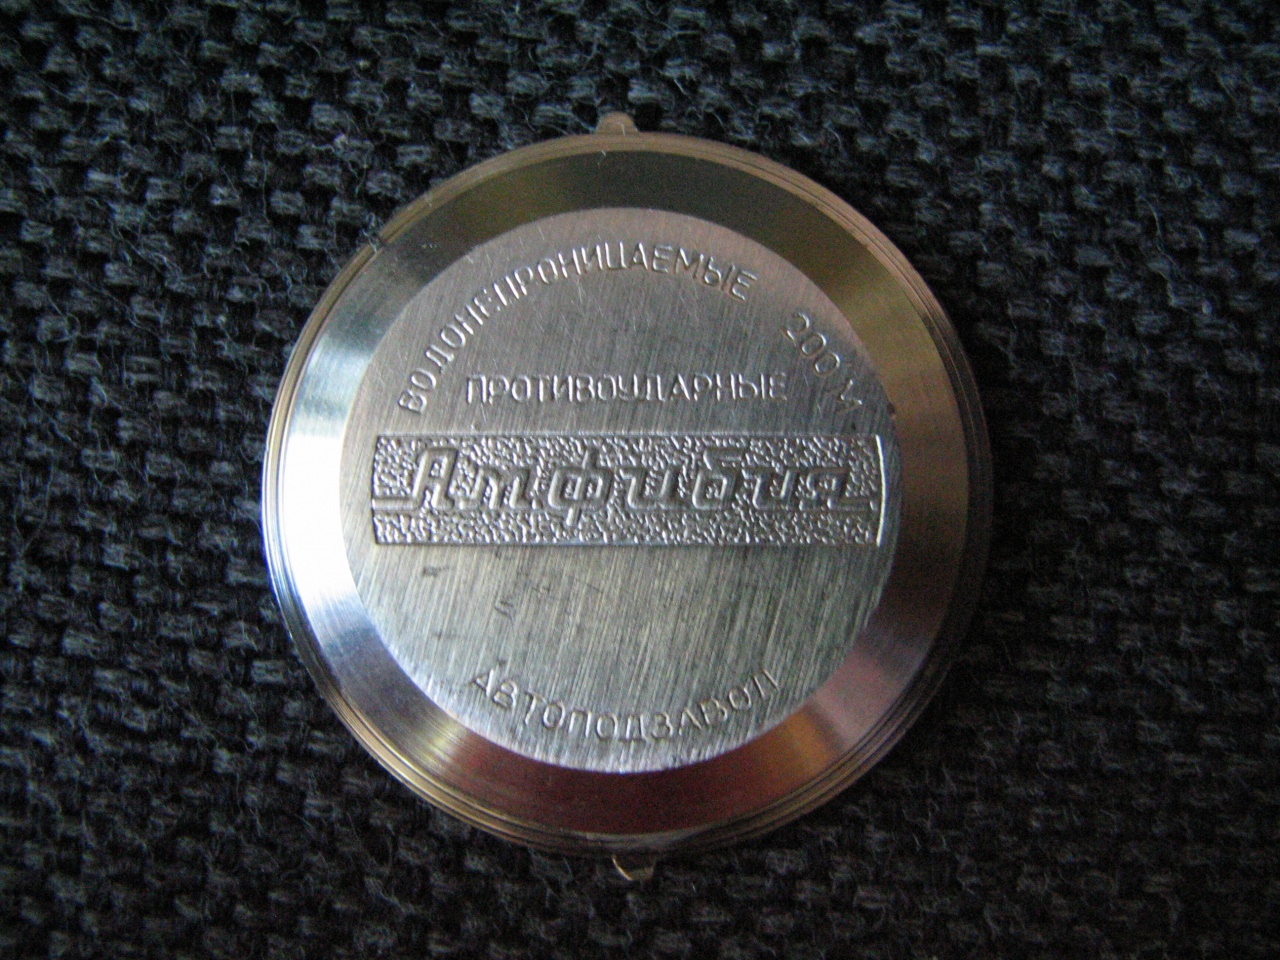 ВОДОНЕПРОНИЦАЕМЫЕ 200 М
ПРОТИВОУДАРНЫЕ
Амфибия
АВТОПОДЗАВОД